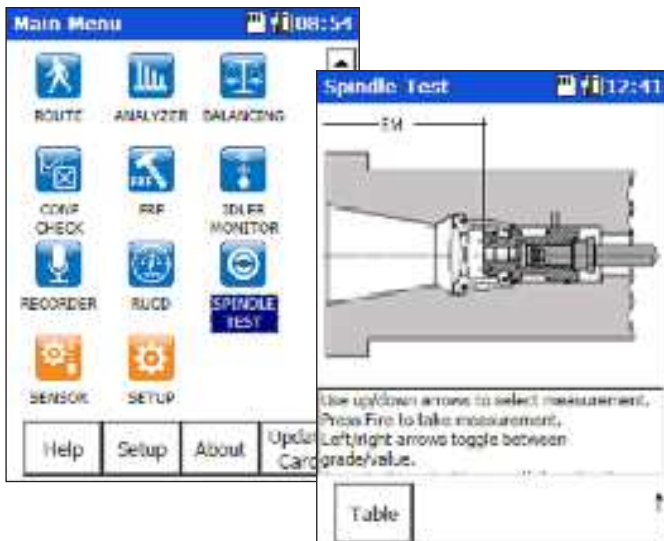 Main Menu
08:54
ROUTE
ANALYZER
BALANCING
CONF
CHECK
FRF
FRF
IDLER
MONITOR
RECORDER
RUCD
SPINDLE
TEST
SENSOR
SETUP
Help
Setup
About
Spindle Test
12:41
EM
Use up/down arrows to select measurement.
Press Fire to take measurement.
Left/right arrows toggle between
grade/value.
Table